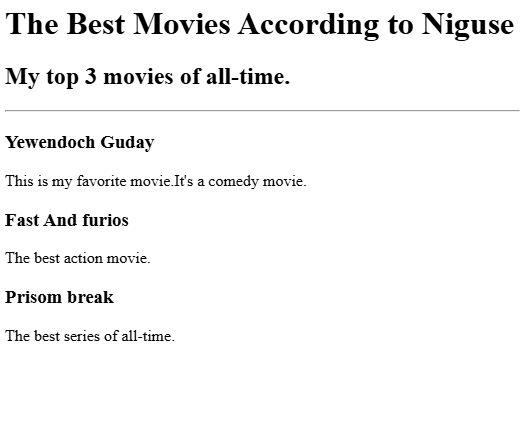 The Best Movies According to Niguse
My top 3 movies of all-time.
Yewendoch Guday
This is my favorite movie.It's a comedy movie.
Fast And furios
The best action movie.
Prisom break
The best series of all-time.